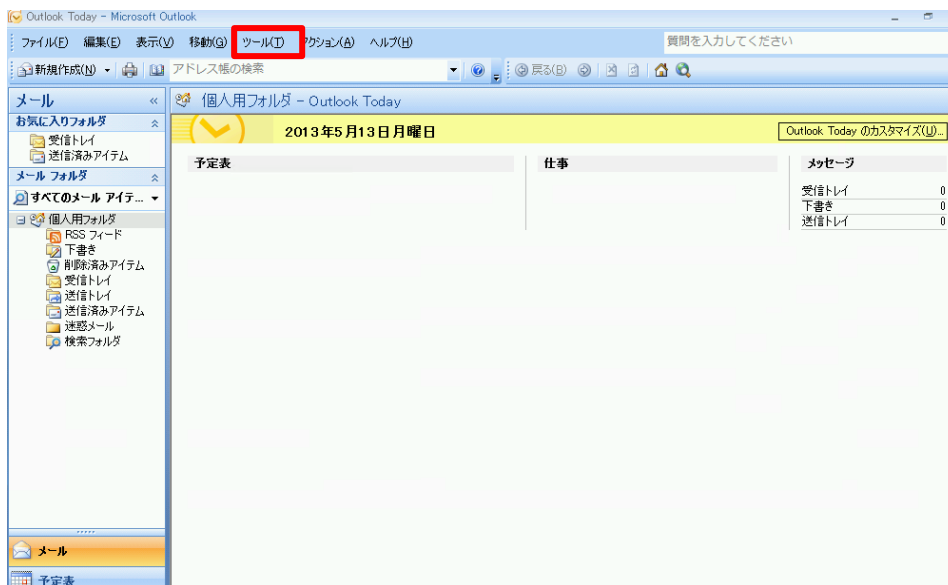 Outlook Today - Microsoft Outlook
ファイル(F) 編集(E) 表示(V) 移動(G) ツール(T) アクション(A) ヘルプ(H) 質問を入力してください
新規作成(N) アドレス帳の検索 戻る(B)
メール « 個人用フォルダ - Outlook Today
お気に入りフォルダ
受信トレイ
送信済みアイテム
2013年5月13日月曜日 Outlook Today のカスタマイズ(U)...
予定表 仕事 メッセージ
受信トレイ 0
下書き 0
送信トレイ 0
メール フォルダ
すべてのメール アイテ...
個人用フォルダ
RSS フィード
下書き
削除済みアイテム
受信トレイ
送信トレイ
送信済みアイテム
迷惑メール
検索フォルダ
メール
予定表